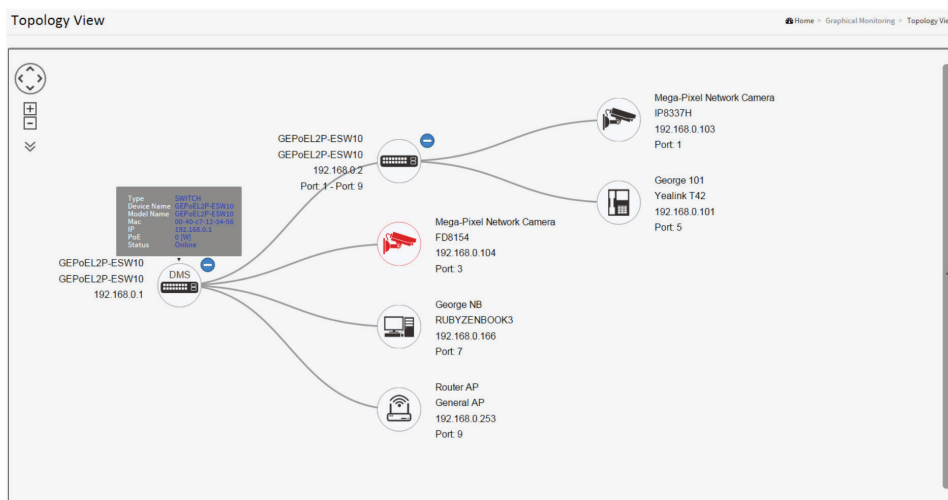 Topology View
Home > Graphical Monitoring > Topology Vie
Mega-Pixel Network Camera
IP8337H
192.168.0.103
Port: 1
GEPoEL2P-ESW10
GEPoEL2P-ESW10
192.168.0.2
Port: 1 - Port: 9
George 101
Yealink T42
192.168.0.101
Port: 5
Type SWITCH
Device Name GEPoEL2P-ESW10
Model Name GEPoEL2P-ESW10
Mac 00-40-c7-12-34-56
IP 192.168.0.1
PoE 0 [W]
Status Online
Mega-Pixel Network Camera
FD8154
192.168.0.104
Port: 3
GEPoEL2P-ESW10
GEPoEL2P-ESW10
192.168.0.1
DMS
George NB
RUBYZENBOOK3
192.168.0.166
Port: 7
Router AP
General AP
192.168.0.253
Port: 9